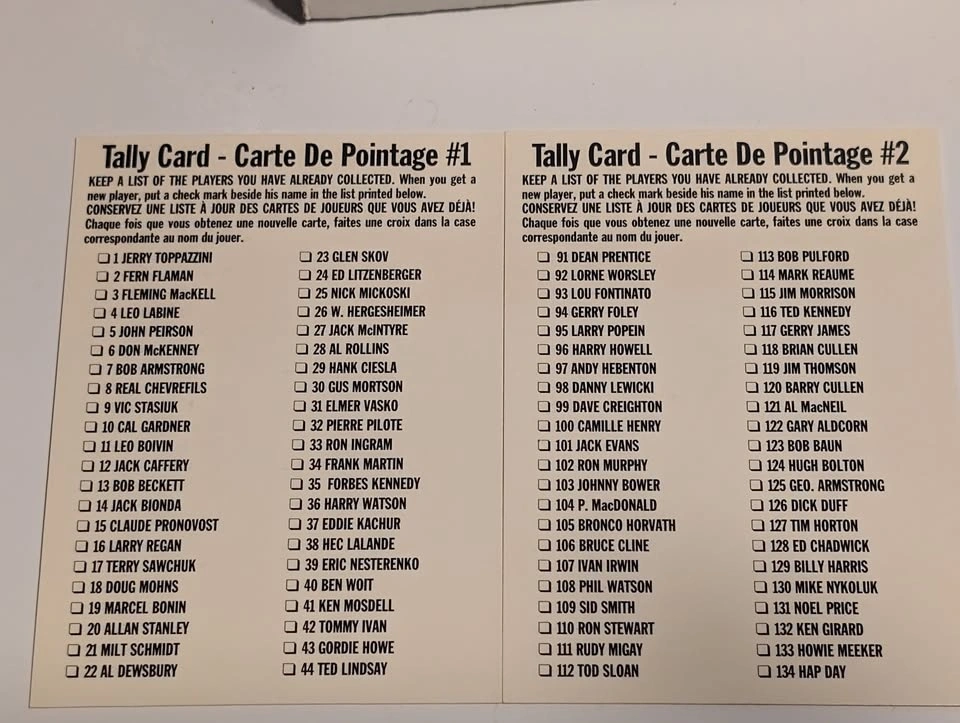 Tally Card - Carte De Pointage #1
KEEP A LIST OF THE PLAYERS YOU HAVE ALREADY COLLECTED. When you get a
new player, put a check mark beside his name in the list printed below.
CONSERVEZ UNE LISTE À JOUR DES CARTES DE JOUEURS QUE VOUS AVEZ DÉJÀ!
Chaque fois que vous obtenez une nouvelle carte, faites une croix dans la case
correspondante au nom du jouer.
1 JERRY TOPPAZZINI
2 FERN FLAMAN
3 FLEMING MacKELL
4 LEO LABINE
5 JOHN PEIRSON
6 DON McKENNEY
7 BOB ARMSTRONG
8 REAL CHEVREFILS
9 VIC STASIUK
10 CAL GARDNER
11 LEO BOIVIN
12 JACK CAFFERY
13 BOB BECKETT
14 JACK BIONDA
15 CLAUDE PRONOVOST
16 LARRY REGAN
17 TERRY SAWCHUK
18 DOUG MOHNS
19 MARCEL BONIN
20 ALLAN STANLEY
21 MILT SCHMIDT
22 AL DEWSBURY
23 GLEN SKOV
24 ED LITZENBERGER
25 NICK MICKOSKI
26 W. HERGESHEIMER
27 JACK McINTYRE
28 AL ROLLINS
29 HANK CIESLA
30 GUS MORTSON
31 ELMER VASKO
32 PIERRE PILOTE
33 RON INGRAM
34 FRANK MARTIN
35 FORBES KENNEDY
36 HARRY WATSON
37 EDDIE KACHUR
38 HEC LALANDE
39 ERIC NESTERENKO
40 BEN WOIT
41 KEN MOSDELL
42 TOMMY IVAN
43 GORDIE HOWE
44 TED LINDSAY
Tally Card - Carte De Pointage #2
KEEP A LIST OF THE PLAYERS YOU HAVE ALREADY COLLECTED. When you get a
new player, put a check mark beside his name in the list printed below.
CONSERVEZ UNE LISTE À JOUR DES CARTES DE JOUEURS QUE VOUS AVEZ DÉJÀ!
Chaque fois que vous obtenez une nouvelle carte, faites une croix dans la case
correspondante au nom du jouer.
91 DEAN PRENTICE
92 LORNE WORSLEY
93 LOU FONTINATO
94 GERRY FOLEY
95 LARRY POPEIN
96 HARRY HOWELL
97 ANDY HEBENTON
98 DANNY LEWICKI
99 DAVE CREIGHTON
100 CAMILLE HENRY
101 JACK EVANS
102 RON MURPHY
103 JOHNNY BOWER
104 P. MacDONALD
105 BRONCO HORVATH
106 BRUCE CLINE
107 IVAN IRWIN
108 PHIL WATSON
109 SID SMITH
110 RON STEWART
111 RUDY MIGAY
112 TOD SLOAN
113 BOB PULFORD
114 MARK REAUME
115 JIM MORRISON
116 TED KENNEDY
117 GERRY JAMES
118 BRIAN CULLEN
119 JIM THOMSON
120 BARRY CULLEN
121 AL MacNEIL
122 GARY ALDCORN
123 BOB BAUN
124 HUGH BOLTON
125 GEO. ARMSTRONG
126 DICK DUFF
127 TIM HORTON
128 ED CHADWICK
129 BILLY HARRIS
130 MIKE NYKOLUK
131 NOEL PRICE
132 KEN GIRARD
133 HOWIE MEEKER
134 HAP DAY